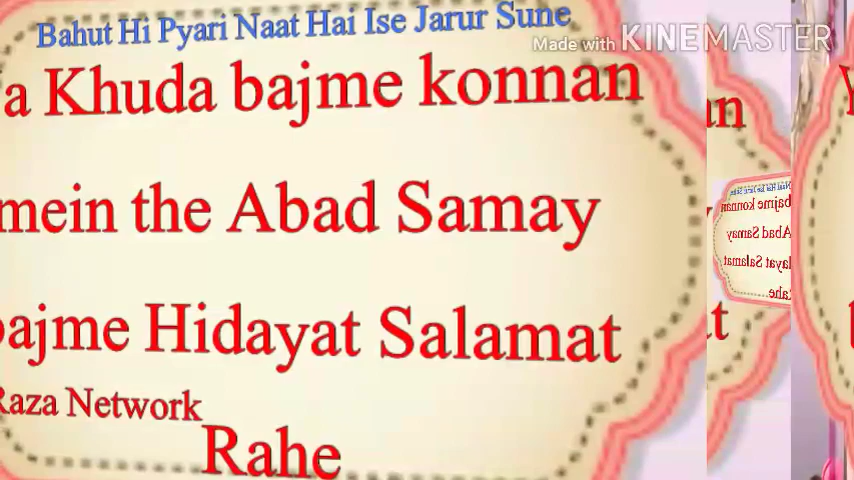 Bahut Hi Pyari Naat Hai Ise Jarur Sune
Made with KINEMASTER
a Khuda bajme konnan
mein the Abad Samay
bajme Hidayat Salamat
Raza Network
Rahe